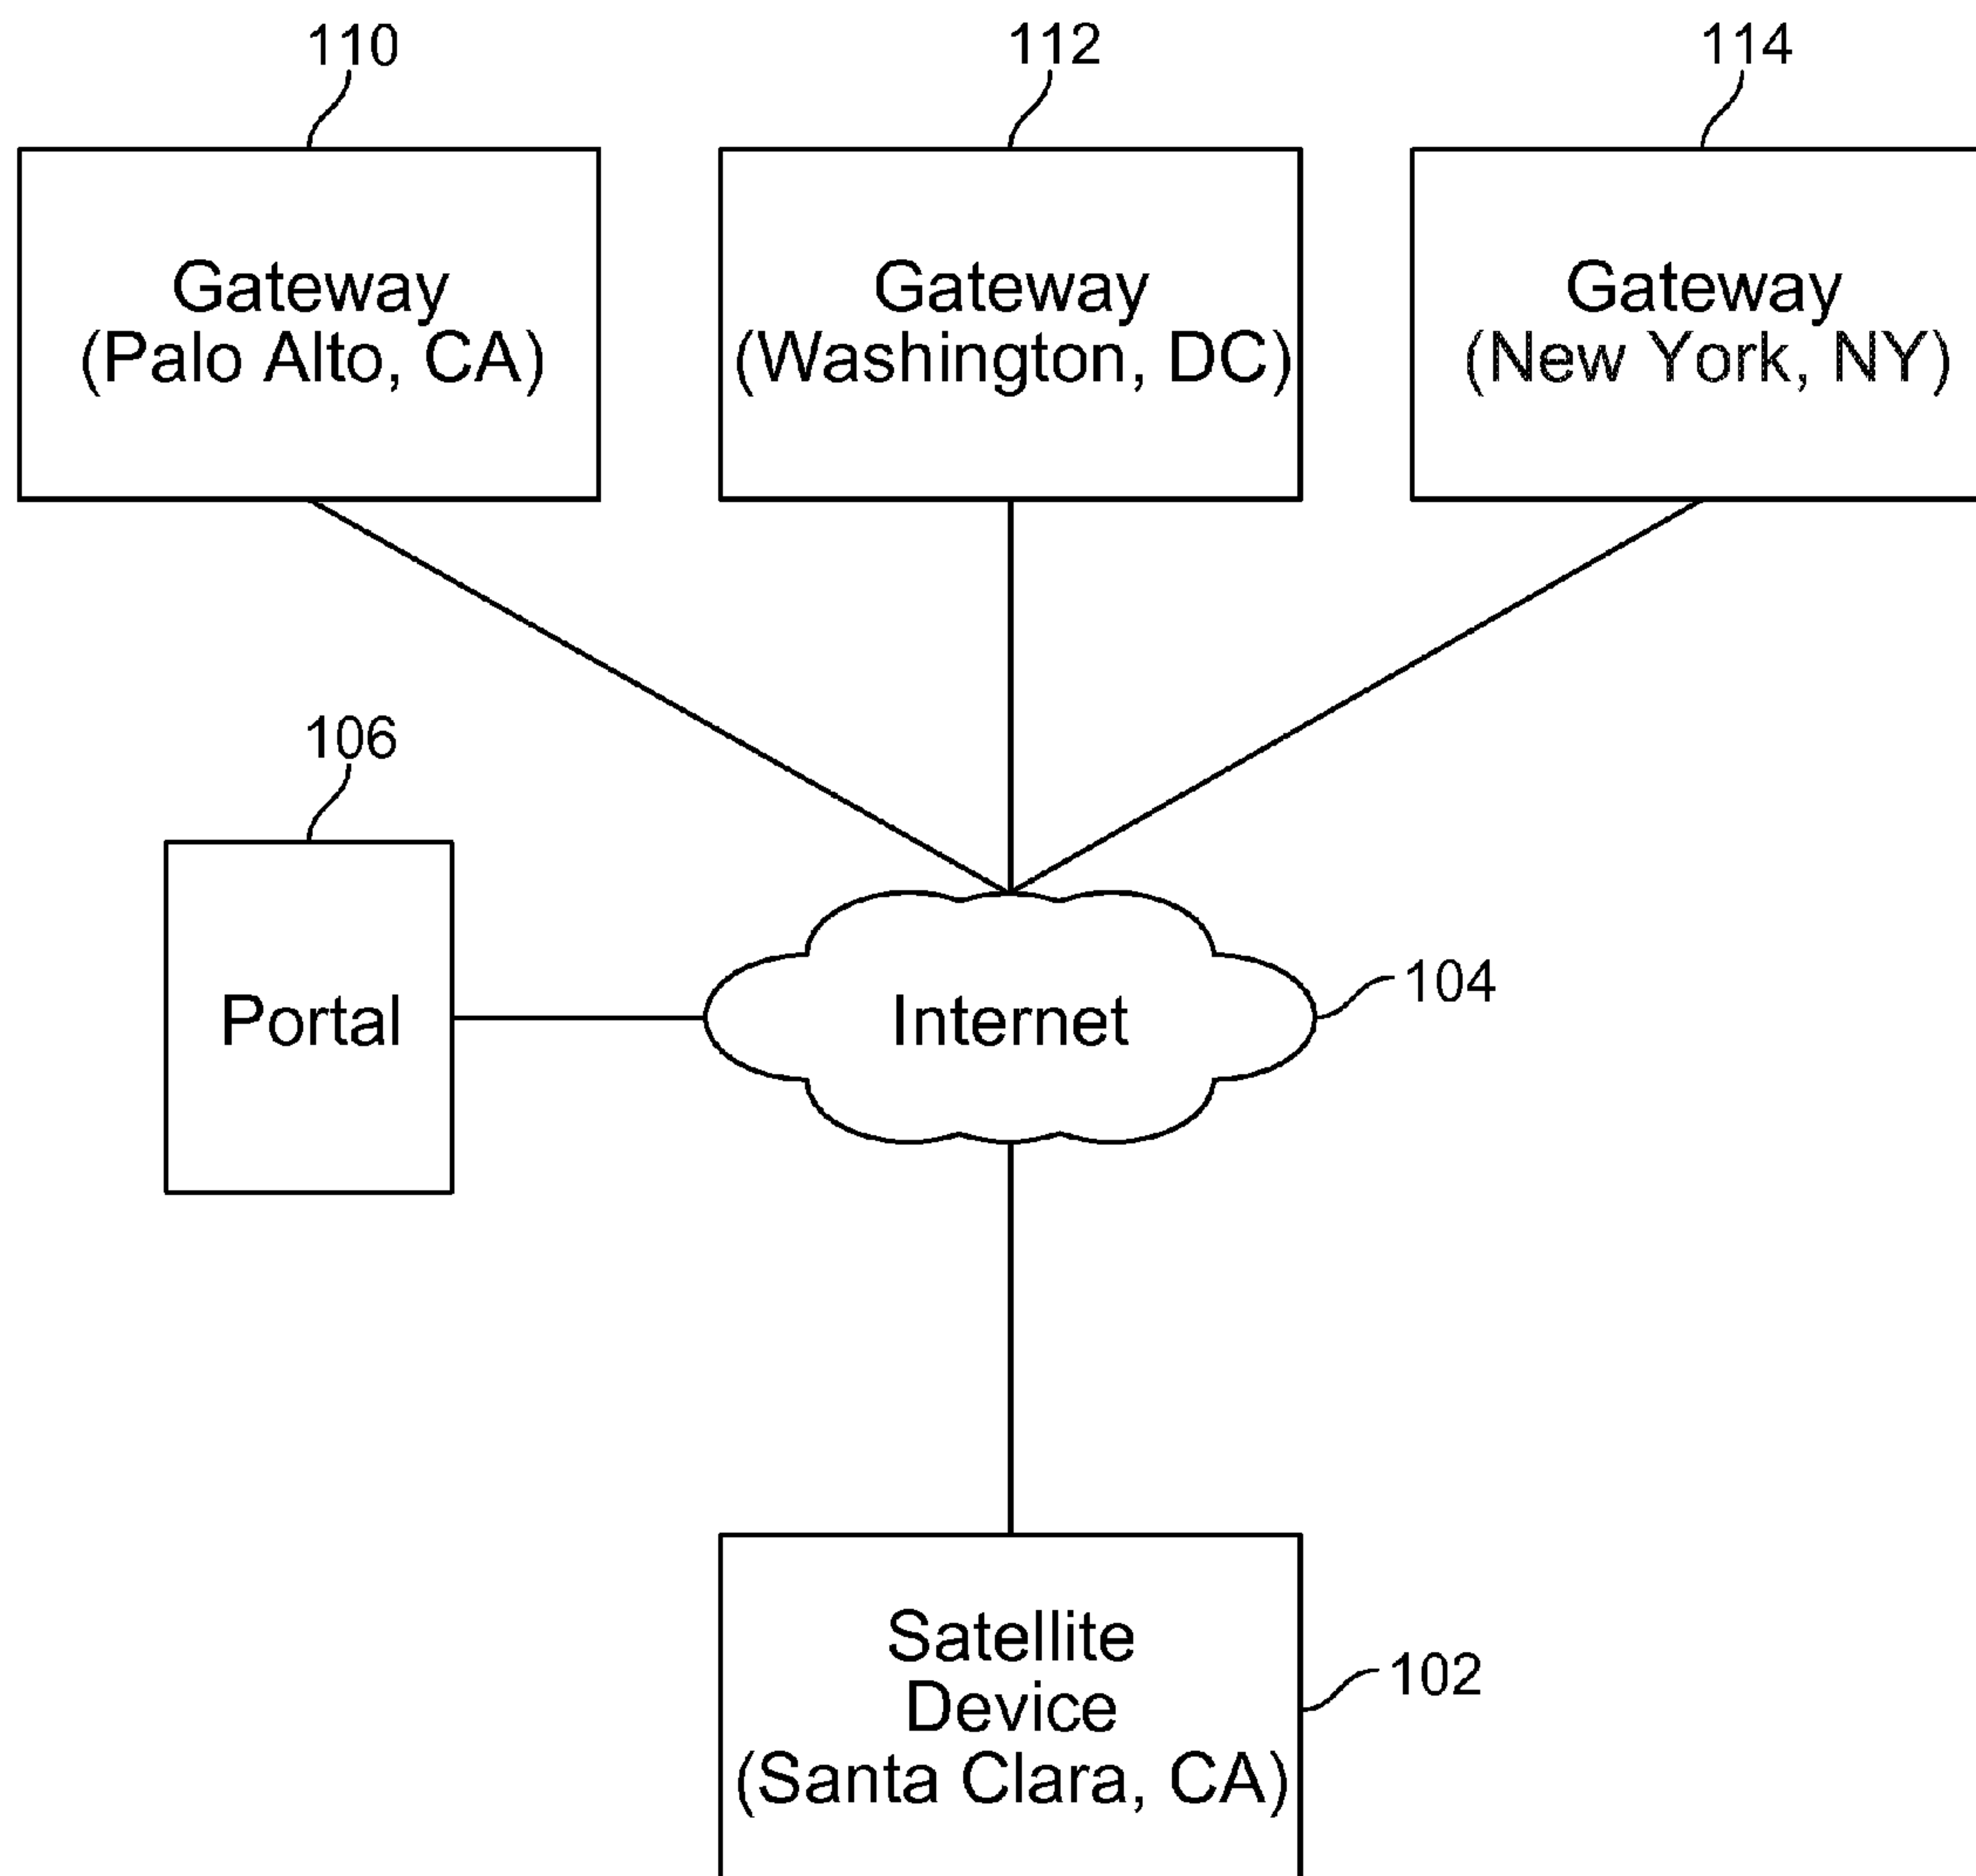 110
112
114
Gateway
(Palo Alto, CA)
Gateway
(Washington, DC)
Gateway
(New York, NY)
106
Portal
Internet
104
Satellite
Device
(Santa Clara, CA)
102